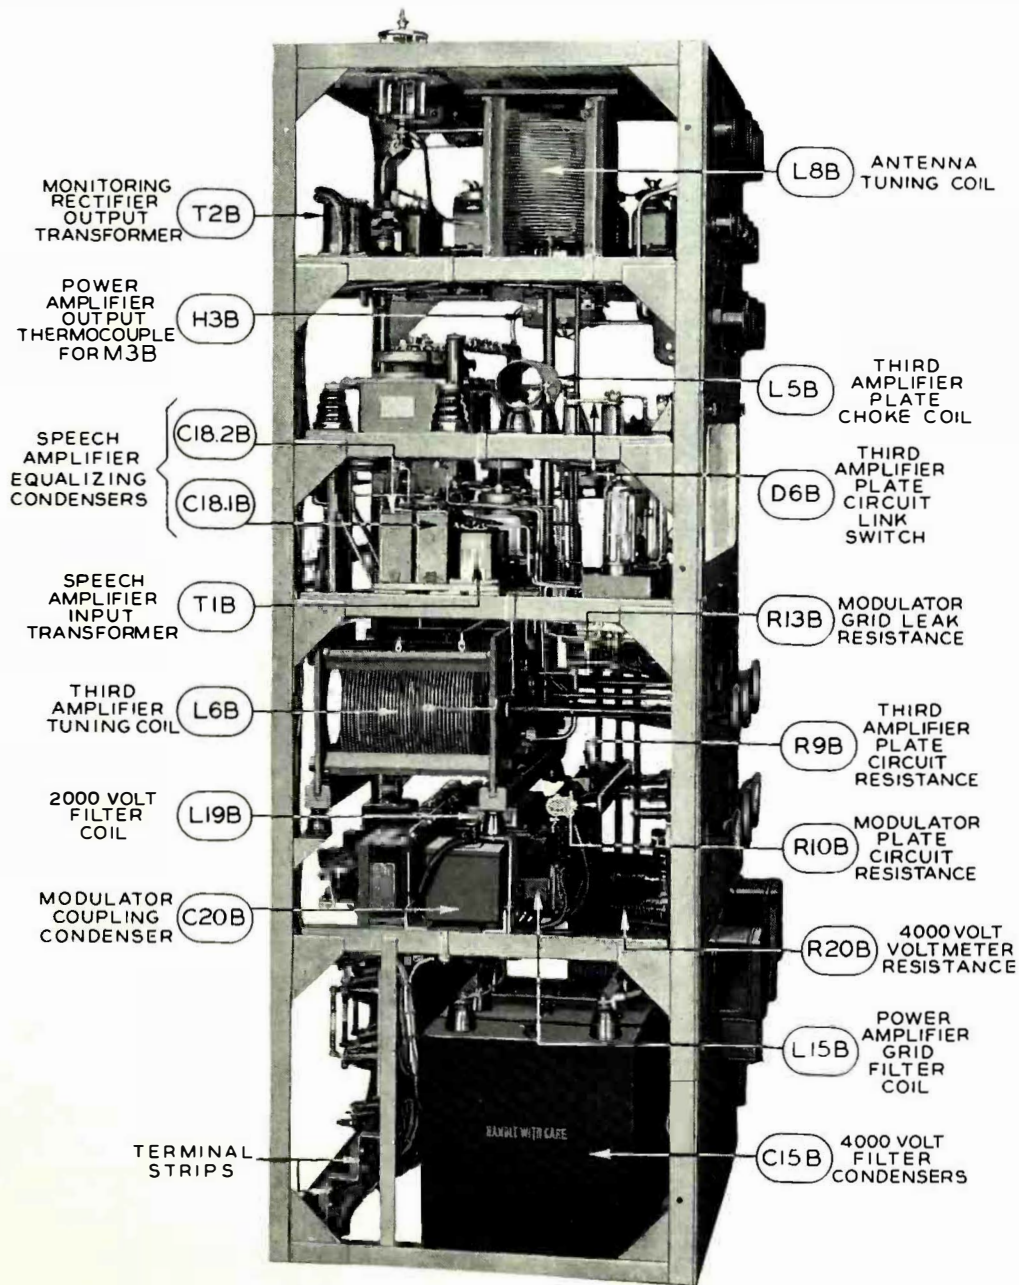 L8B
ANTENNA
TUNING COIL
MONITORING
RECTIFIER
OUTPUT
TRANSFORMER
T2B
POWER
AMPLIFIER
OUTPUT
THERMOCOUPLE
FOR M3B
H3B
L5B
THIRD
AMPLIFIER
PLATE
CHOKE COIL
SPEECH
AMPLIFIER
EQUALIZING
CONDENSERS
C18.2B
C18.1B
D6B
THIRD
AMPLIFIER
PLATE
CIRCUIT
LINK
SWITCH
SPEECH
AMPLIFIER
INPUT
TRANSFORMER
T1B
R13B
MODULATOR
GRID LEAK
RESISTANCE
THIRD
AMPLIFIER
TUNING COIL
L6B
R9B
THIRD
AMPLIFIER
PLATE
CIRCUIT
RESISTANCE
2000 VOLT
FILTER
COIL
L19B
R10B
MODULATOR
PLATE
CIRCUIT
RESISTANCE
MODULATOR
COUPLING
CONDENSER
C20B
R20B
4000 VOLT
VOLTMETER
RESISTANCE
L15B
POWER
AMPLIFIER
GRID
FILTER
COIL
HANDLE WITH CARE
TERMINAL
STRIPS
C15B
4000 VOLT
FILTER
CONDENSERS